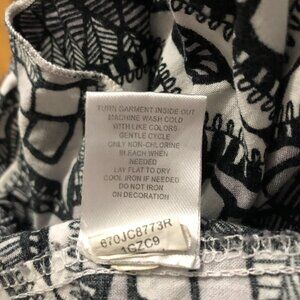 TURN GARMENT INSIDE OUT
MACHINE WASH COLD
WITH LIKE COLORS
GENTLE CYCLE
ONLY NON-CHLORINE
BLEACH WHEN
NEEDED
LAY FLAT TO DRY
COOL IRON IF NEEDED
DO NOT IRON
ON DECORATION
670JC8773R
1GZC9